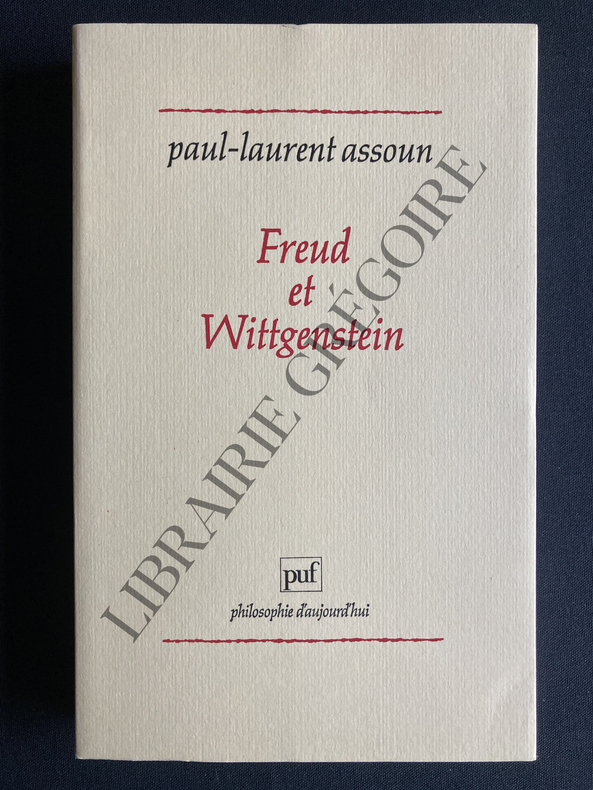 paul-laurent assoun
Freud
et
Wittgenstein
LIBRAIRIE GRÉGOIRE
puf
philosophie d'aujourd'hui